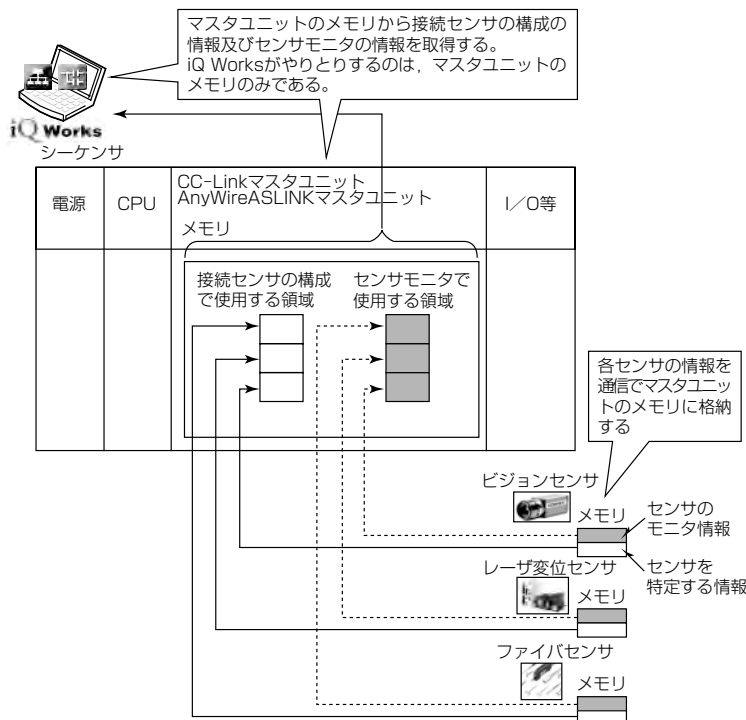 マスタユニットのメモリから接続センサの構成の
情報及びセンサモニタの情報を取得する。
iQ Worksがやりとりするのは，マスタユニットの
メモリのみである。
iQ Works
シーケンサ
電源
CPU
CC-Linkマスタユニット
AnyWireASLINKマスタユニット
メモリ
I／O等
接続センサの構成
で使用する領域
センサモニタで
使用する領域
各センサの情報を
通信でマスタユニッ
トのメモリに格納
する
ビジョンセンサ
メモリ
センサの
モニタ情報
センサを
特定する情報
レーザ変位センサ
メモリ
ファイバセンサ
メモリ